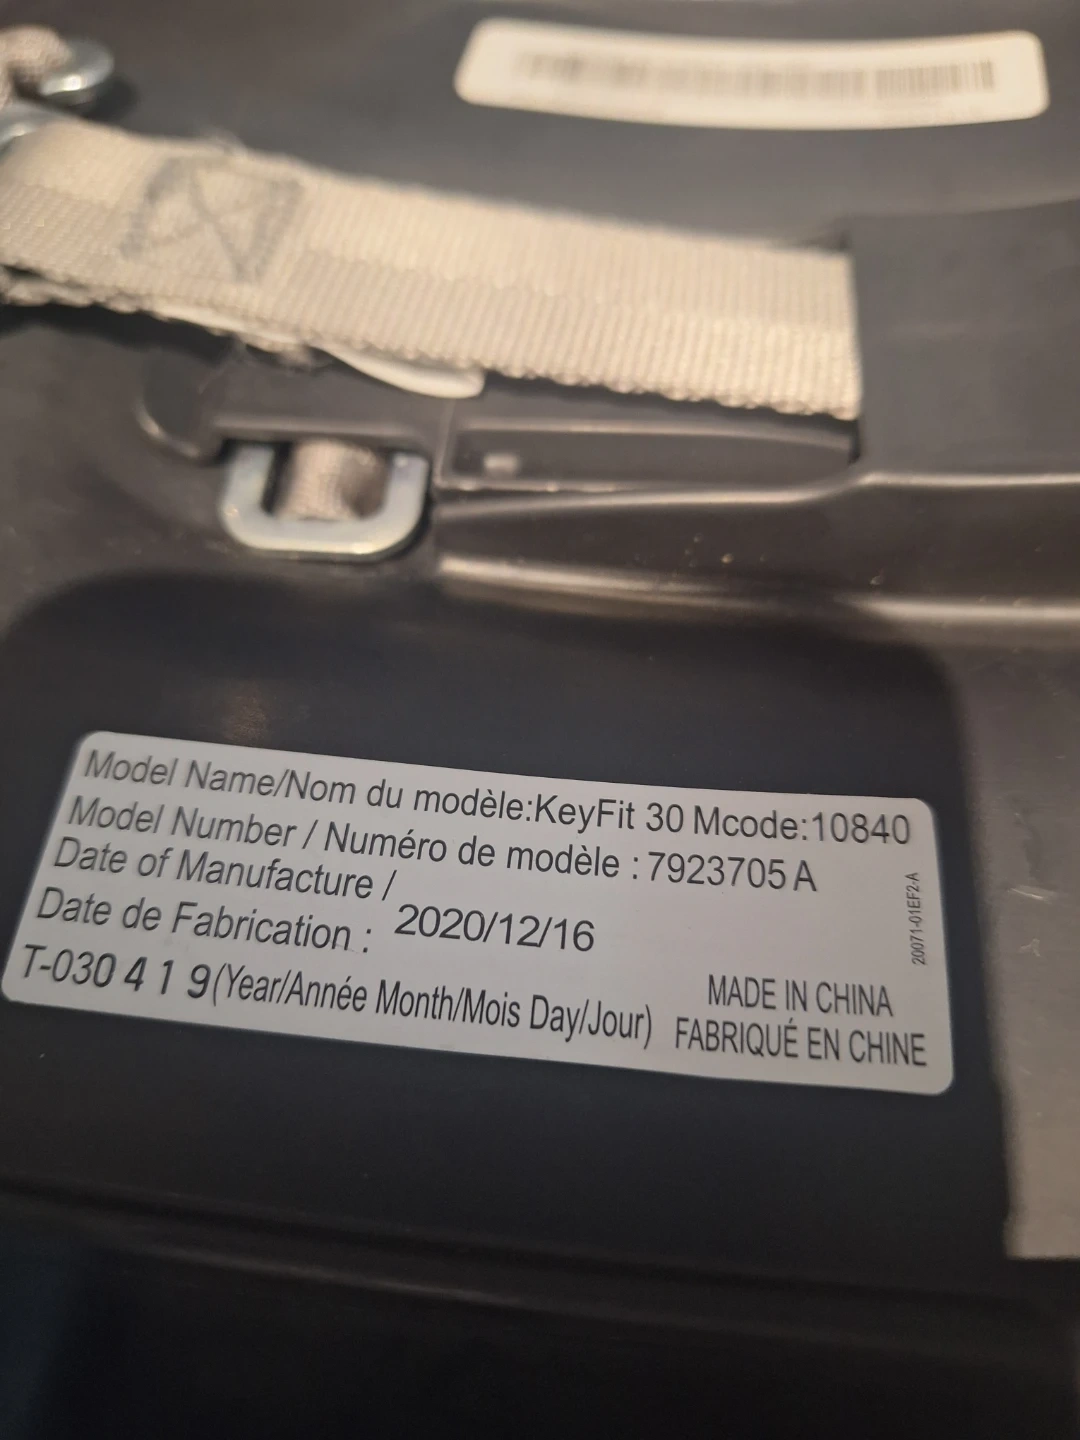 Model Name/Nom du modèle:KeyFit 30 Mcode:10840
Model Number / Numéro de modèle : 7923705 A
Date of Manufacture /
Date de Fabrication : 2020/12/16
T-030 4 1 9(Year/Année Month/Mois Day/Jour)
MADE IN CHINA
FABRIQUÉ EN CHINE
20071-01EF2-A